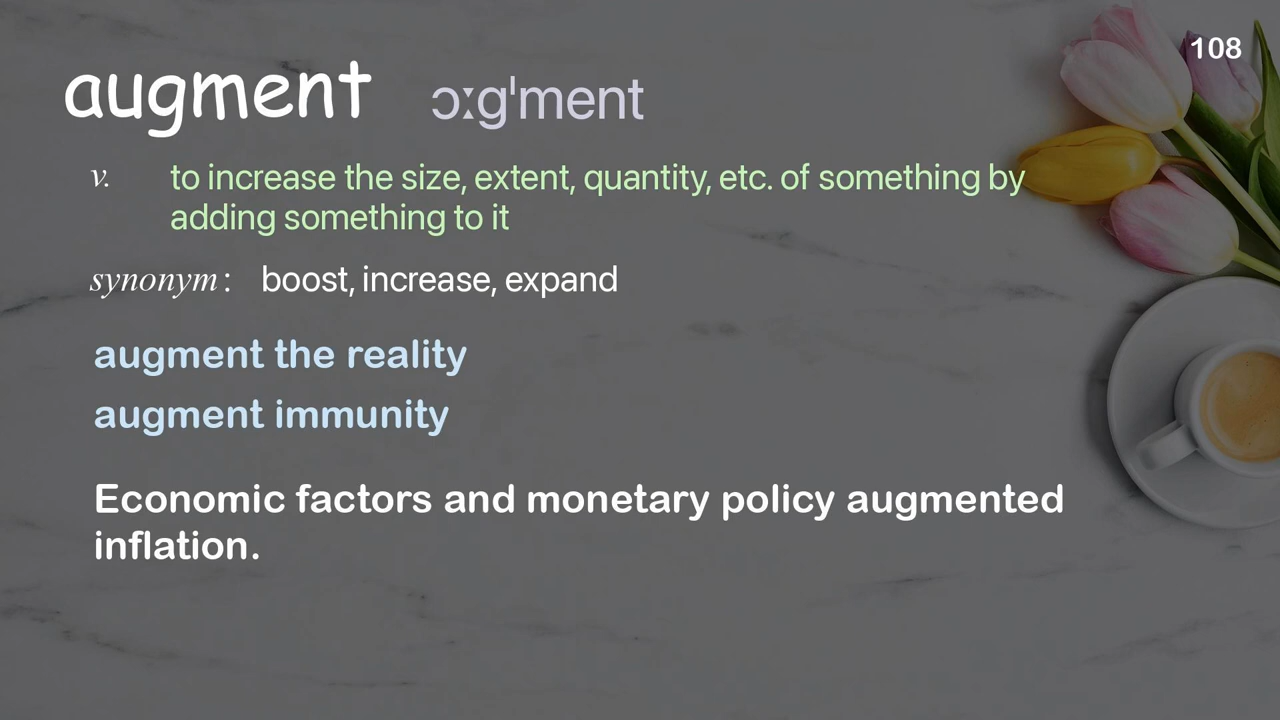 108
augment ɔːgˈment
v. to increase the size, extent, quantity, etc. of something by
adding something to it
synonym: boost, increase, expand
augment the reality
augment immunity
Economic factors and monetary policy augmented
inflation.